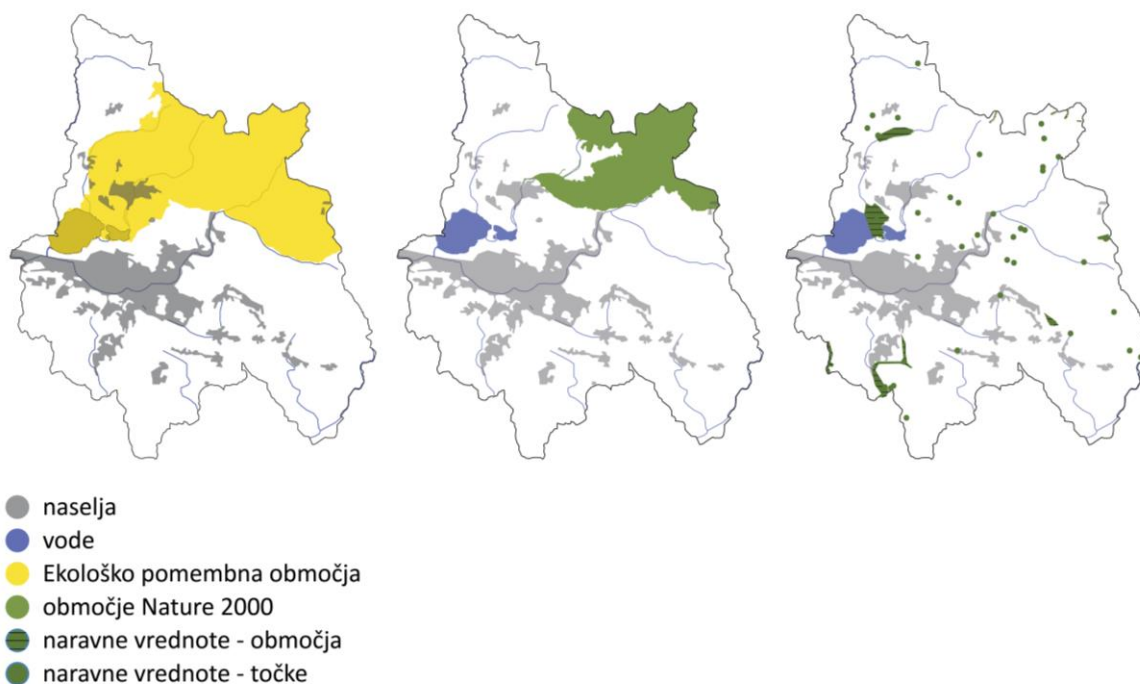 naselja
vode
Ekološko pomembna območja
območje Nature 2000
naravne vrednote - območja
naravne vrednote - točke